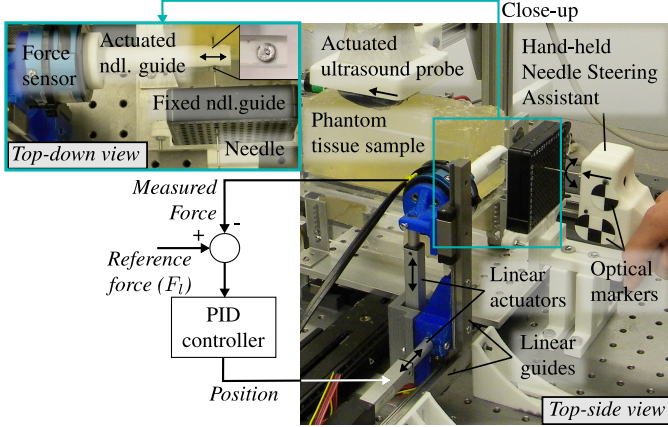 Close-up
Force
sensor
Actuated
ndl. guide
Fixed ndl.guide
Needle
Top-down view
Actuated
ultrasound probe
Hand-held
Needle Steering
Assistant
Phantom
tissue sample
Measured
Force
-
+
Reference
force (Fl)
PID
controller
Position
Linear
actuators
Optical
markers
Linear
guides
Top-side view